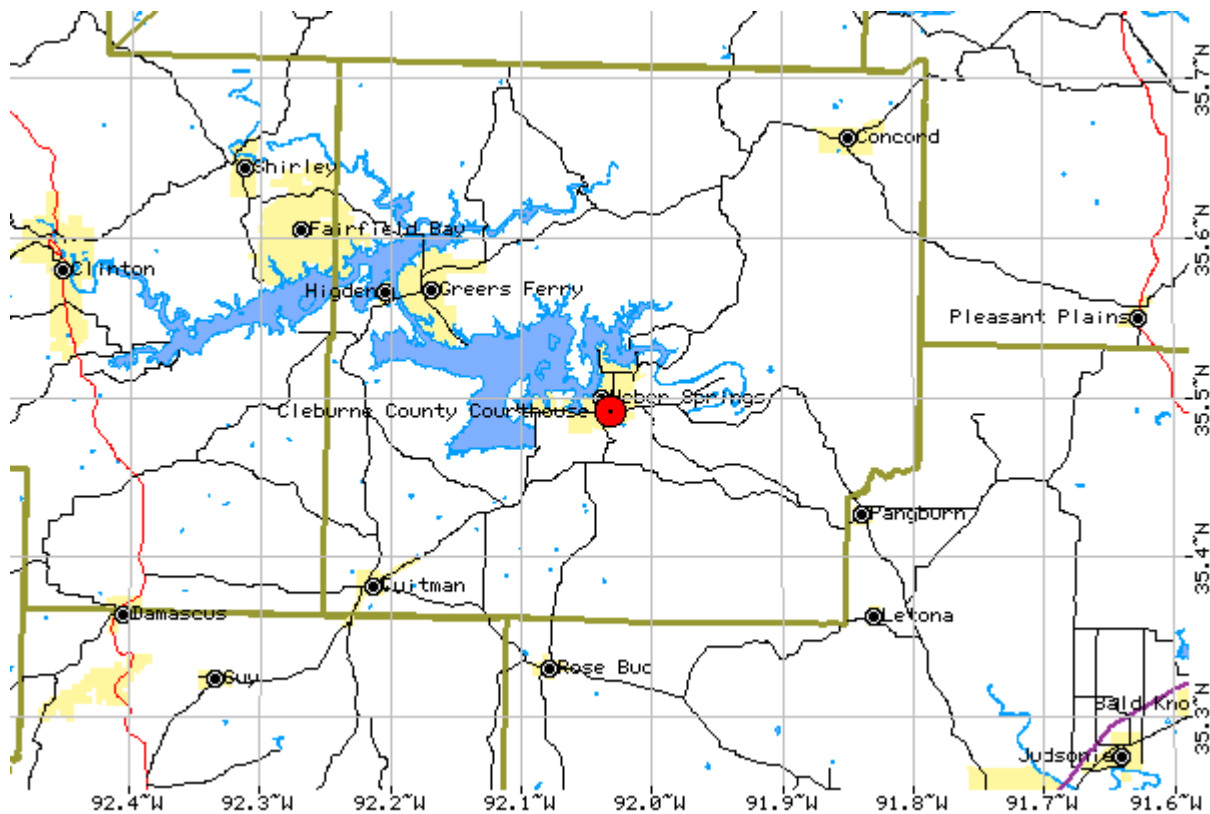 35.7~N
Concord
Shirley
Fairfield Bay
35.6~N
Clinton
Higden
Greers Ferry
Pleasant Plains
35.5~N
Heber Springs
Cleburne County Courthouse
Pangburn
35.4~N
Quitman
Damascus
Letona
Rose Buc
Guy
35.3~N
Bald Kno
Judsonia
92.4~W 92.3~W 92.2~W 92.1~W 92.0~W 91.9~W 91.8~W 91.7~W 91.6~W